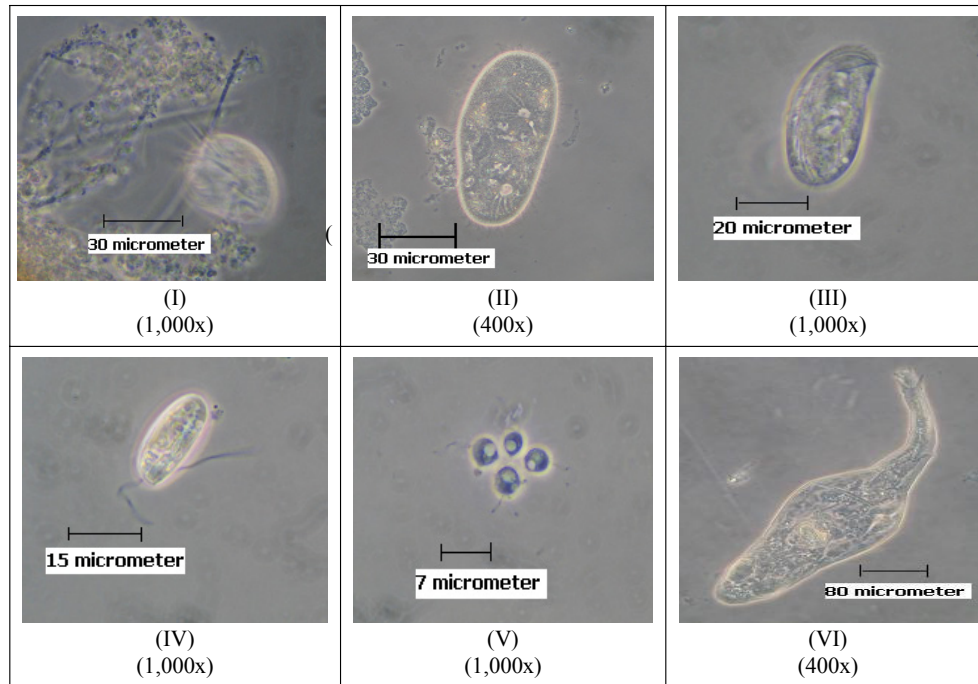 30 micrometer
(
30 micrometer
20 micrometer
(I)
(1,000x)
(II)
(400x)
(III)
(1,000x)
15 micrometer
7 micrometer
80 micrometer
(IV)
(1,000x)
(V)
(1,000x)
(VI)
(400x)